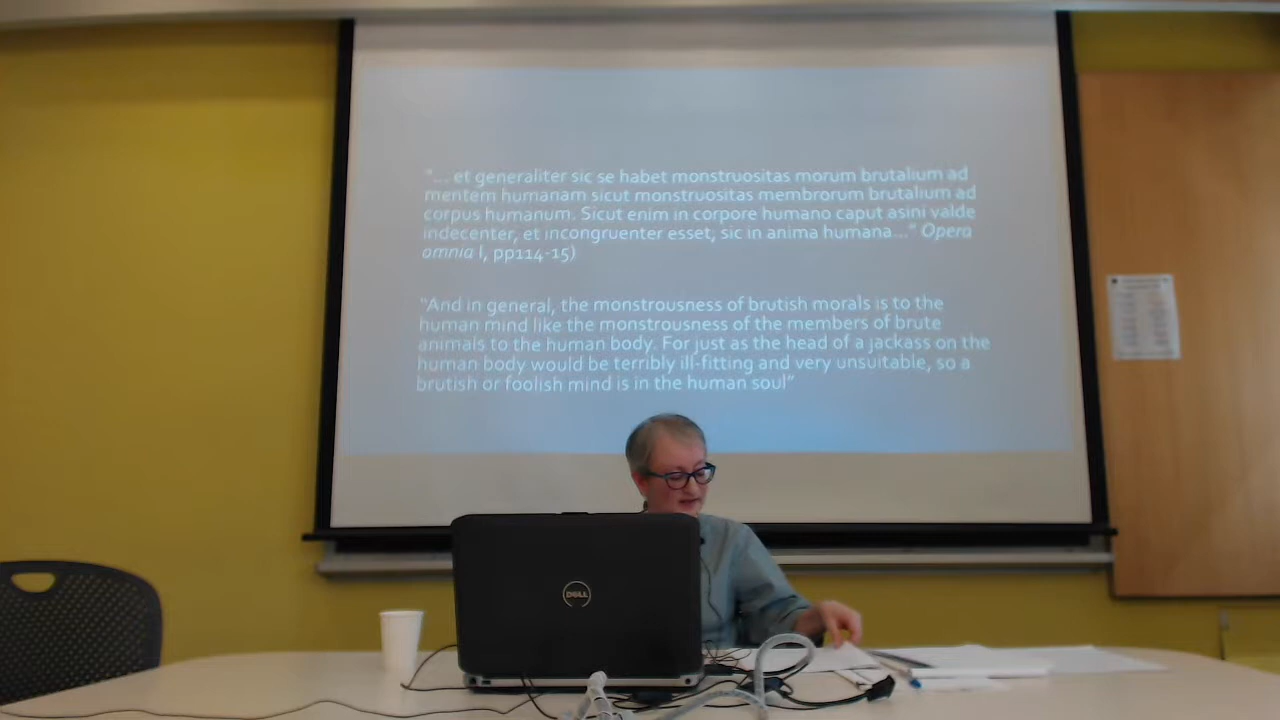 "... et generaliter sic se habet monstruositas morum brutalium ad
mentem humanam sicut monstruositas membrorum brutalium ad
corpus humanum. Sicut enim in corpore humano caput asini valde
indecenter, et incongruenter esset, sic in anima humana..." Opera
omnia I, pp114-15)
"And in general, the monstrousness of brutish morals is to the
human mind like the monstrousness of the members of brute
animals to the human body. For just as the head of a jackass on the
human body would be terribly ill-fitting and very unsuitable, so a
brutish or foolish mind is in the human soul"
DELL